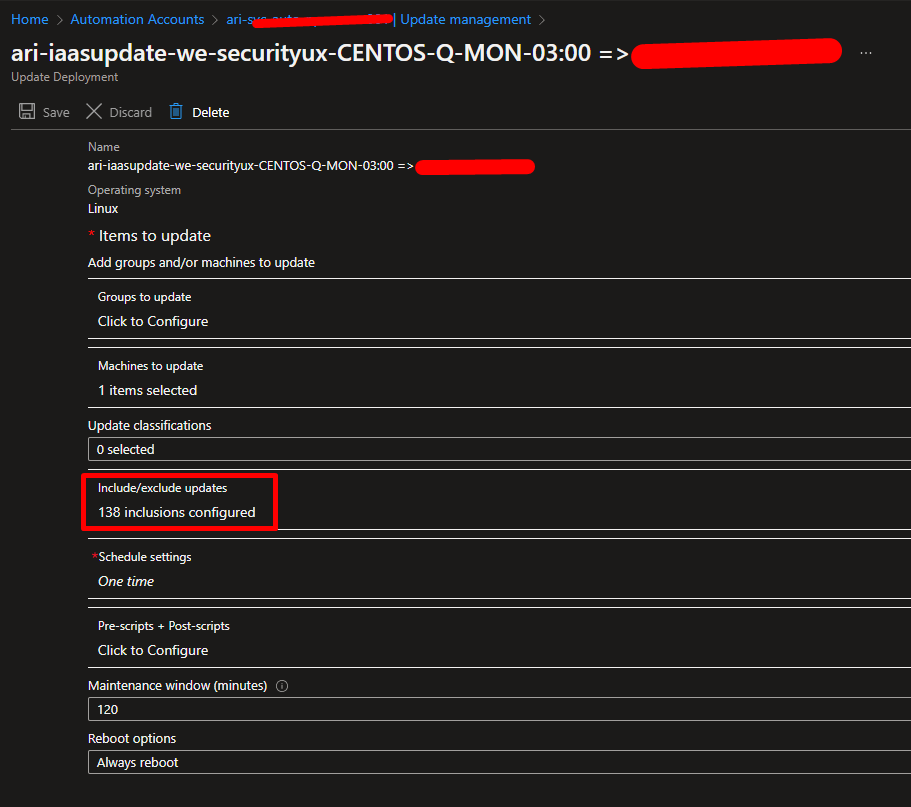 Home > Automation Accounts > | Update management >
ari-iaasupdate-we-securityux-CENTOS-Q-MON-03:00 => ...
Update Deployment
Save Discard Delete
Name
ari-iaasupdate-we-securityux-CENTOS-Q-MON-03:00 =>
Operating system
Linux
* Items to update
Add groups and/or machines to update
Groups to update
Click to Configure
Machines to update
1 items selected
Update classifications
0 selected
Include/exclude updates
138 inclusions configured
*Schedule settings
One time
Pre-scripts + Post-scripts
Click to Configure
Maintenance window (minutes)
120
Reboot options
Always reboot